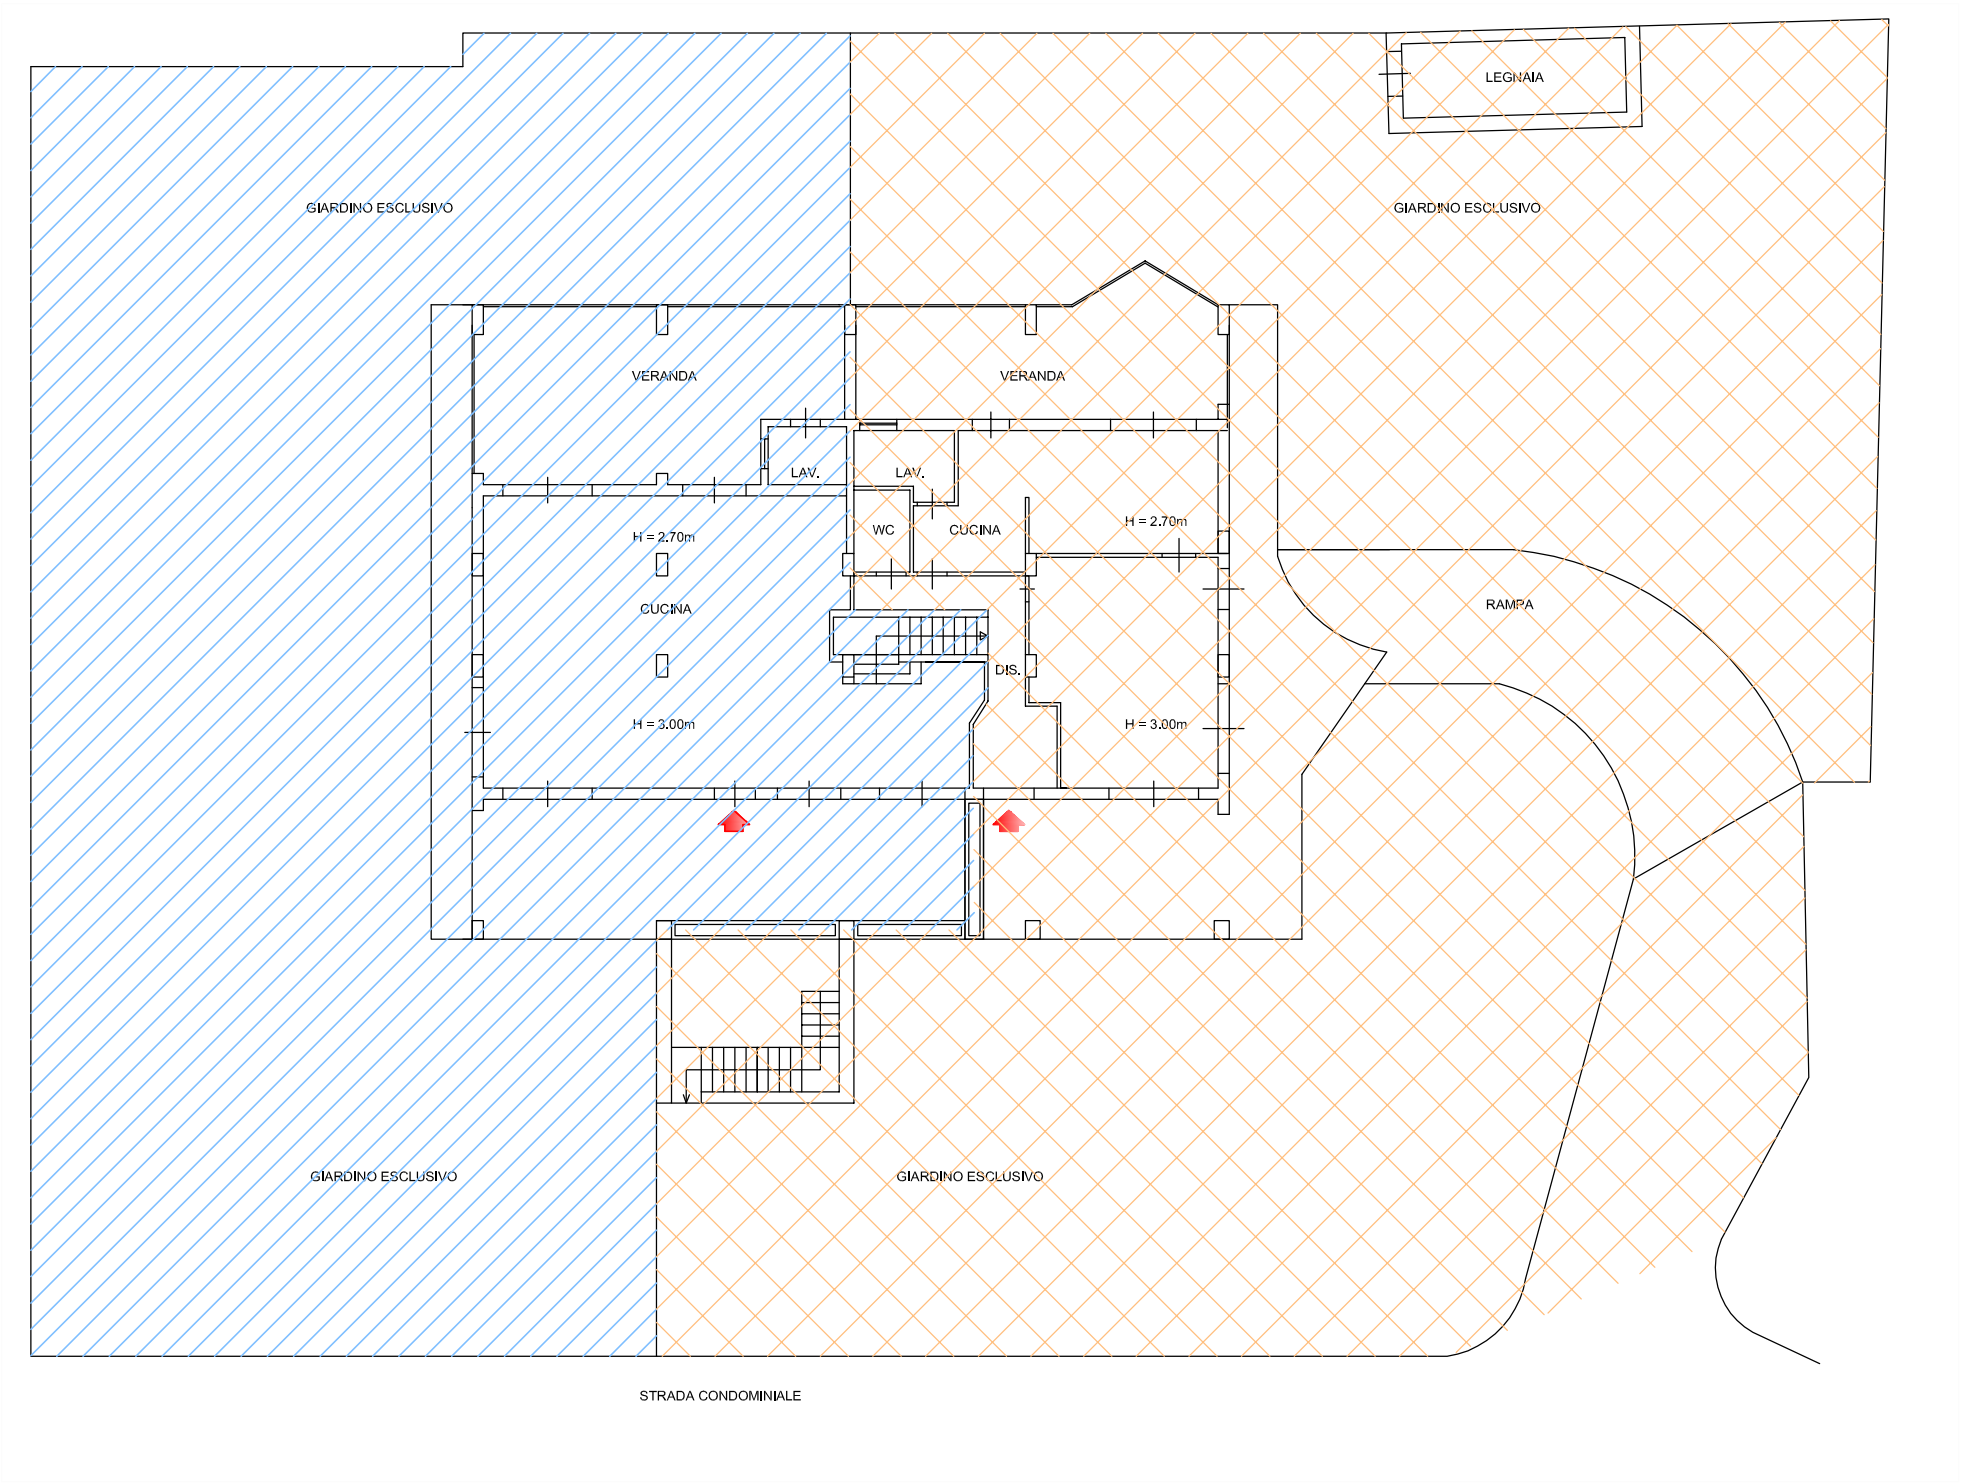 LEGNAIA
GIARDINO ESCLUSIVO
GIARDINO ESCLUSIVO
VERANDA
VERANDA
LAV.
LAV.
H = 2.70m
WC
CUCINA
H = 2.70m
CUCINA
RAMPA
DIS.
H = 3.00m
H = 3.00m
GIARDINO ESCLUSIVO
GIARDINO ESCLUSIVO
STRADA CONDOMINIALE